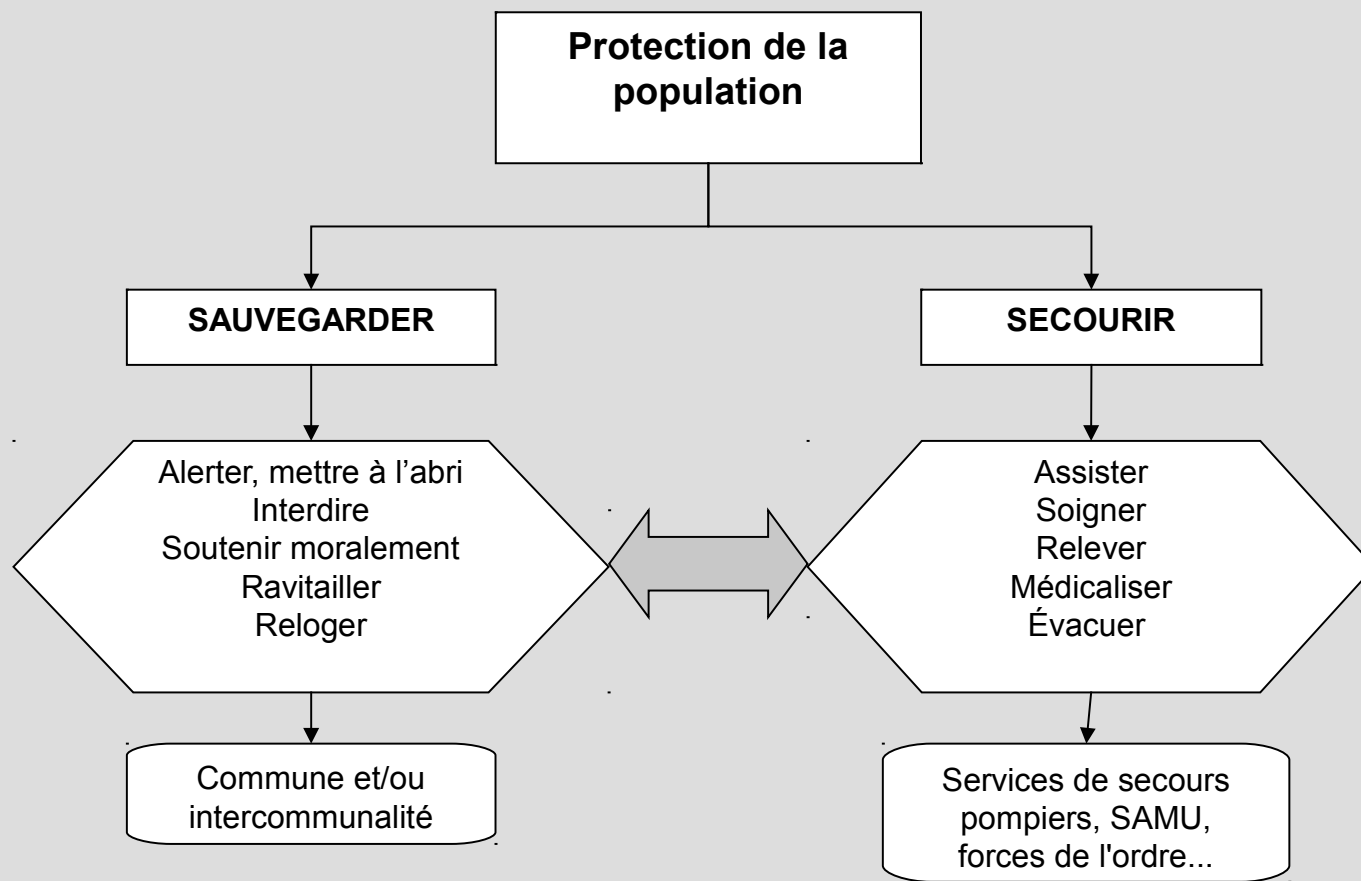 Protection de la
population
SAUVEGARDER
SECOURIR
Alerter, mettre à l’abri
Interdire
Soutenir moralement
Ravitailler
Reloger
Assister
Soigner
Relever
Médicaliser
Évacuer
Commune et/ou
intercommunalité
Services de secours
pompiers, SAMU,
forces de l'ordre...